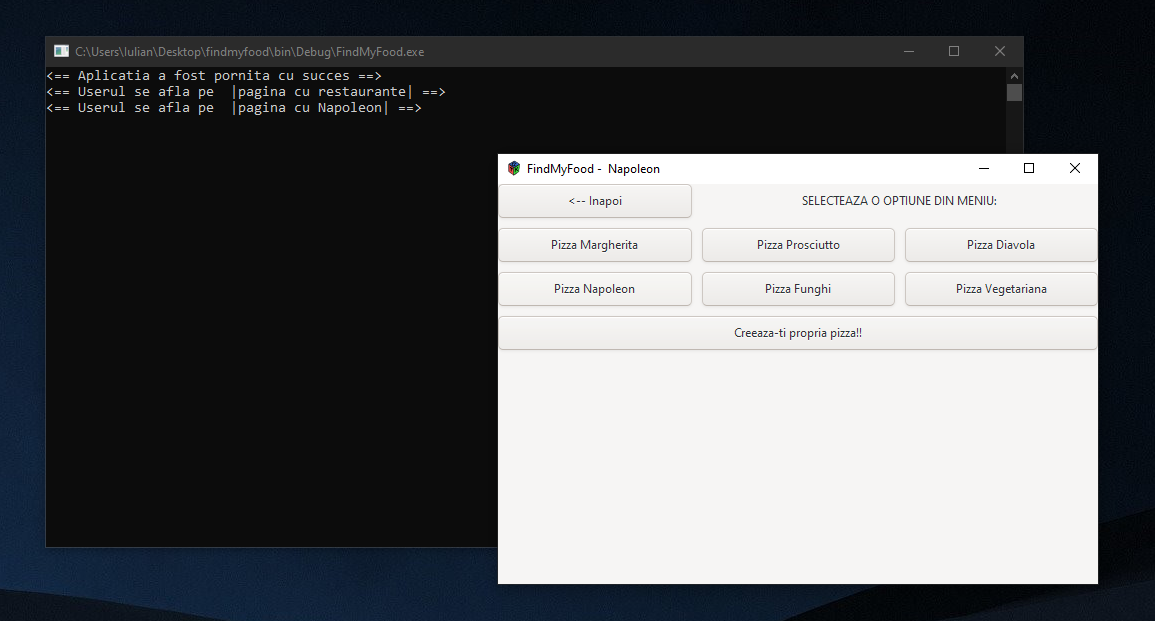 C:\Users\Iulian\Desktop\findmyfood\bin\Debug\FindMyFood.exe
<== Aplicatia a fost pornita cu succes ==>
<== Userul se afla pe  |pagina cu restaurante| ==>
<== Userul se afla pe  |pagina cu Napoleon| ==>
FindMyFood -  Napoleon
<-- Inapoi SELECTEAZA O OPTIUNE DIN MENIU:
Pizza Margherita Pizza Prosciutto Pizza Diavola
Pizza Napoleon Pizza Funghi Pizza Vegetariana
Creeaza-ti propria pizza!!